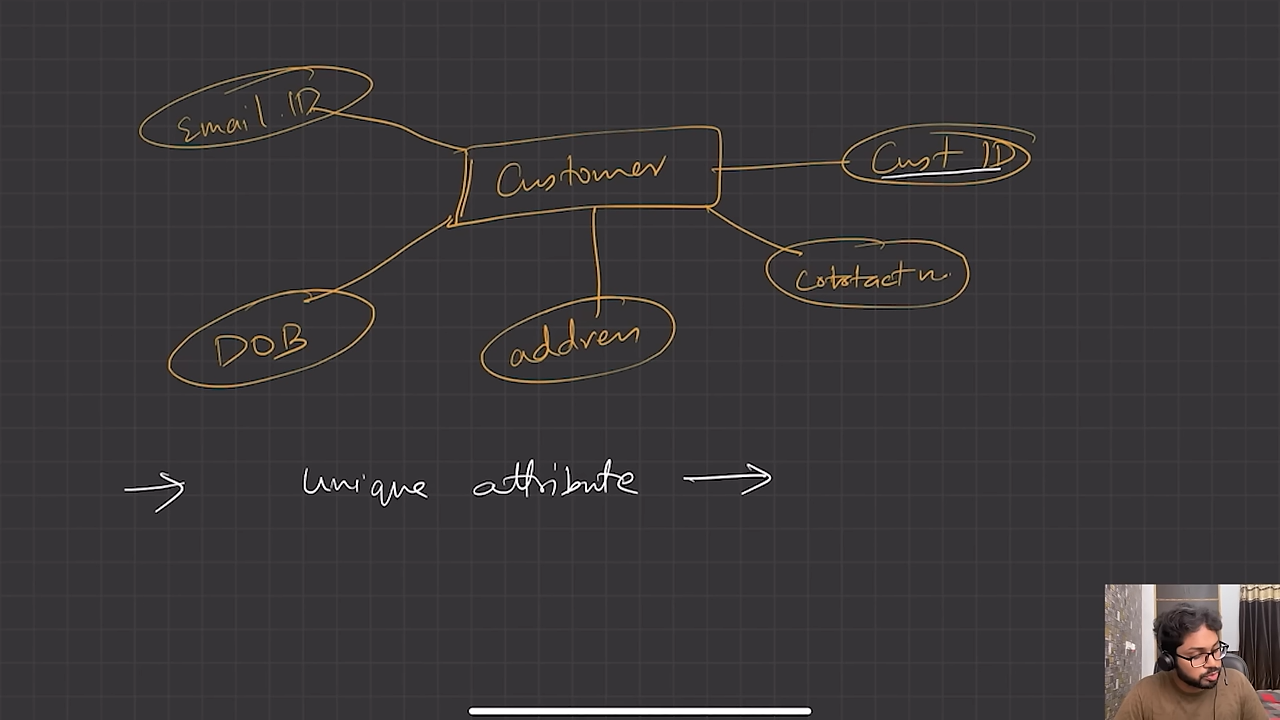 Email.ID
Customer
Cust ID
Contact n.
DOB
address
unique attribute